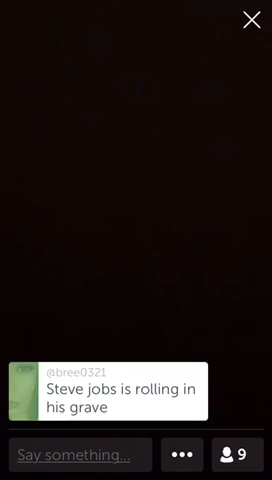 @bree0321
Steve jobs is rolling in
his grave
Say something...
9